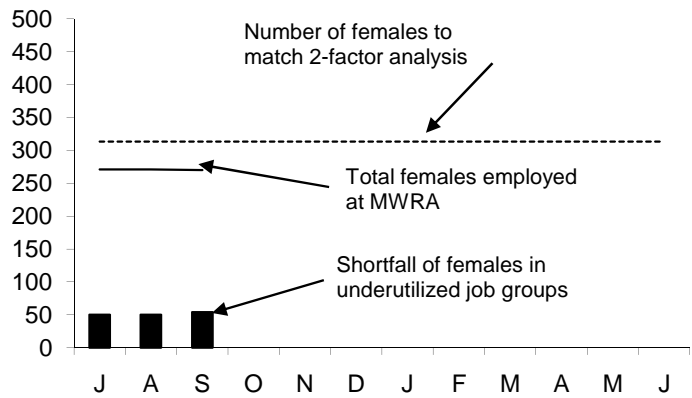 500
450
400
350
300
250
200
150
100
50
0
Number of females to
match 2-factor analysis
Total females employed
at MWRA
Shortfall of females in
underutilized job groups
J A S O N D J F M A M J